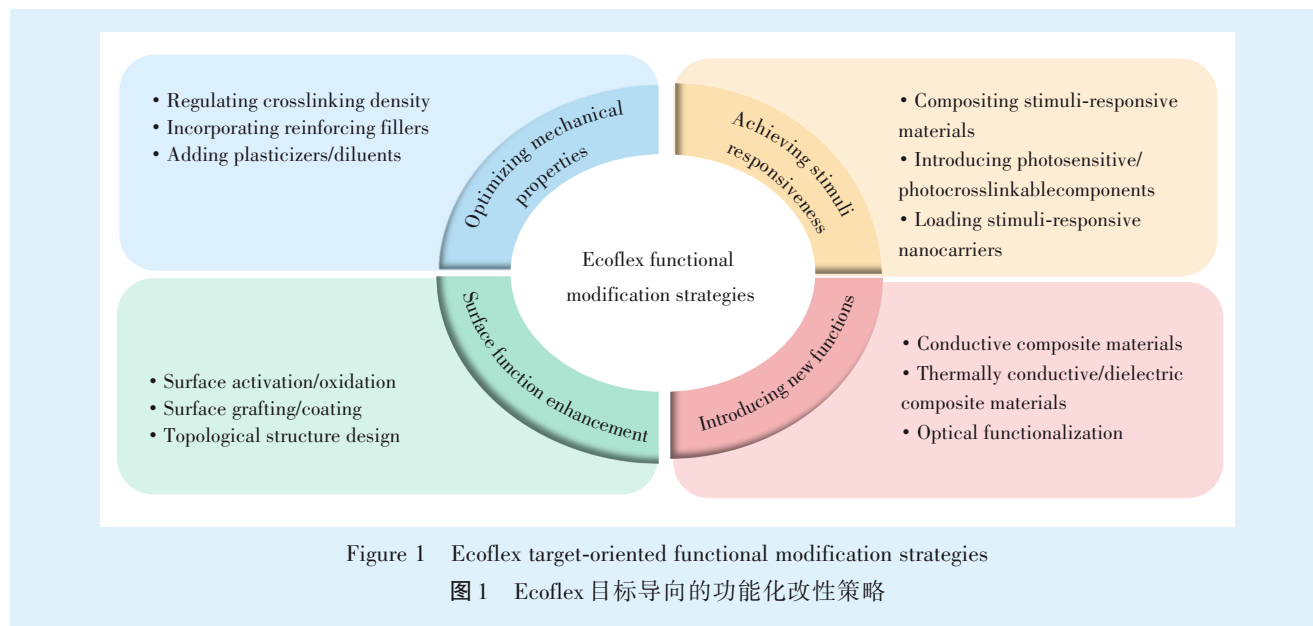 • Regulating crosslinking density
• Incorporating reinforcing fillers
• Adding plasticizers/diluents
Optimizing mechanical
properties
Achieving stimuli
responsiveness
• Compositing stimuli-responsive
materials
• Introducing photosensitive/
photocrosslinkablecomponents
• Loading stimuli-responsive
nanocarriers
Ecoflex functional
modification strategies
• Surface activation/oxidation
• Surface grafting/coating
• Topological structure design
Surface function enhancement
Introducing new functions
• Conductive composite materials
• Thermally conductive/dielectric
composite materials
• Optical functionalization
Figure 1 Ecoflex target-oriented functional modification strategies
图 1 Ecoflex 目标导向的功能化改性策略